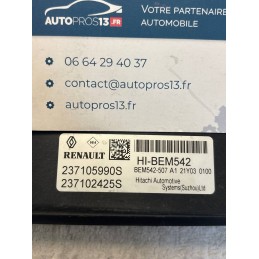 AUTOPROS13.FR
VOTRE PARTENAIRE
AUTOMOBILE
06 64 29 40 37
contact@autopros13.fr
autopros13.fr
RENAULT
HI-BEM542
BEM542-507 A1 21Y03 0100
237105990S
237102425S
Hitachi Automotive
Systems(Suzhou)Ltd